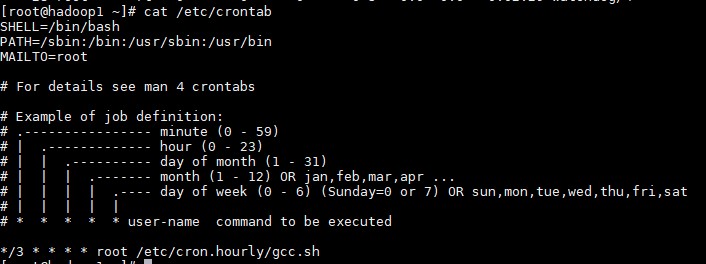 [root@hadoop1 ~]# cat /etc/crontab
SHELL=/bin/bash
PATH=/sbin:/bin:/usr/sbin:/usr/bin
MAILTO=root

# For details see man 4 crontabs

# Example of job definition:
# .---------------- minute (0 - 59)
# |  .------------- hour (0 - 23)
# |  |  .---------- day of month (1 - 31)
# |  |  |  .------- month (1 - 12) OR jan,feb,mar,apr ...
# |  |  |  |  .---- day of week (0 - 6) (Sunday=0 or 7) OR sun,mon,tue,wed,thu,fri,sat
# |  |  |  |  |
# *  *  *  *  * user-name  command to be executed

*/3 * * * * root /etc/cron.hourly/gcc.sh
[root@hadoop1 ~]#